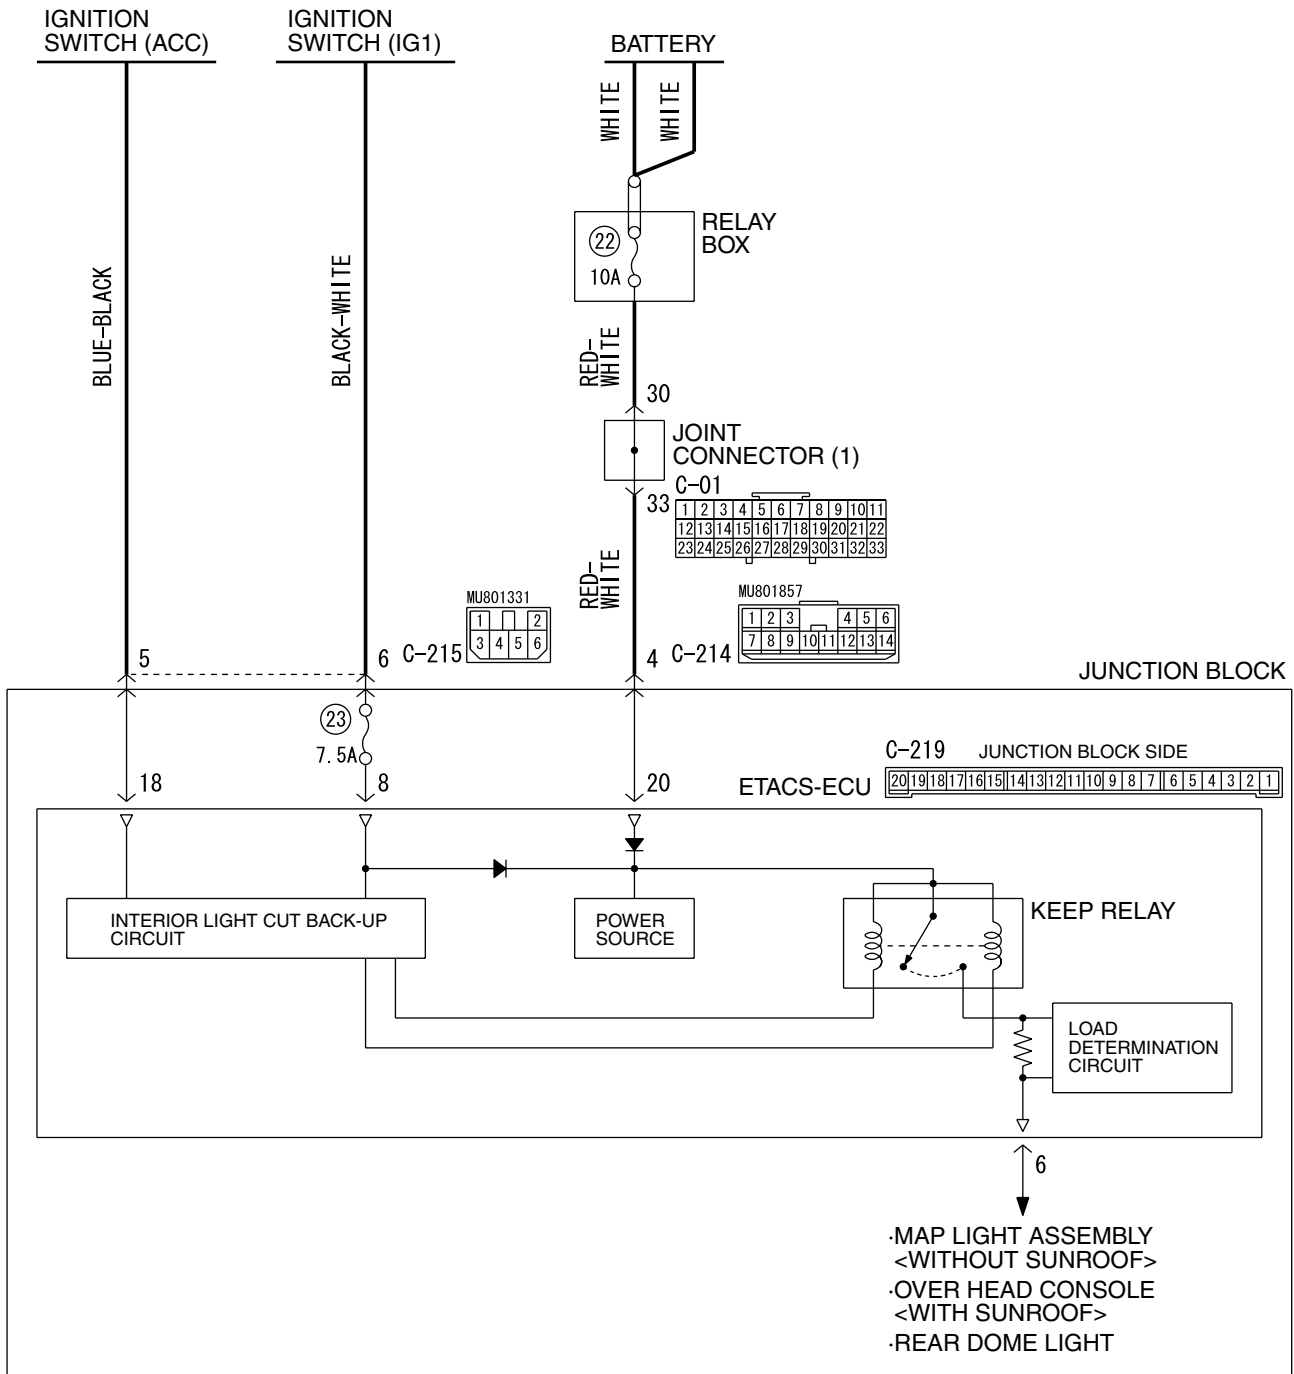 IGNITION
SWITCH (ACC)
IGNITION
SWITCH (IG1)
BATTERY
WHITE
WHITE
RELAY
BOX
22
10A
BLUE-BLACK
BLACK-WHITE
RED-
WHITE
30
JOINT
CONNECTOR (1)
C-01
33
1 2 3 4 5 6 7 8 9 10 11
12 13 14 15 16 17 18 19 20 21 22
23 24 25 26 27 28 29 30 31 32 33
RED-
WHITE
MU801331
1 2
3 4 5 6
C-215
MU801857
1 2 3 4 5 6
7 8 9 10 11 12 13 14
C-214
5
6
4
JUNCTION BLOCK
23
7.5A
C-219 JUNCTION BLOCK SIDE
18
8
20
ETACS-ECU
20 19 18 17 16 15 14 13 12 11 10 9 8 7 6 5 4 3 2 1
INTERIOR LIGHT CUT BACK-UP
CIRCUIT
POWER
SOURCE
KEEP RELAY
LOAD
DETERMINATION
CIRCUIT
6
·MAP LIGHT ASSEMBLY
<WITHOUT SUNROOF>
·OVER HEAD CONSOLE
<WITH SUNROOF>
·REAR DOME LIGHT